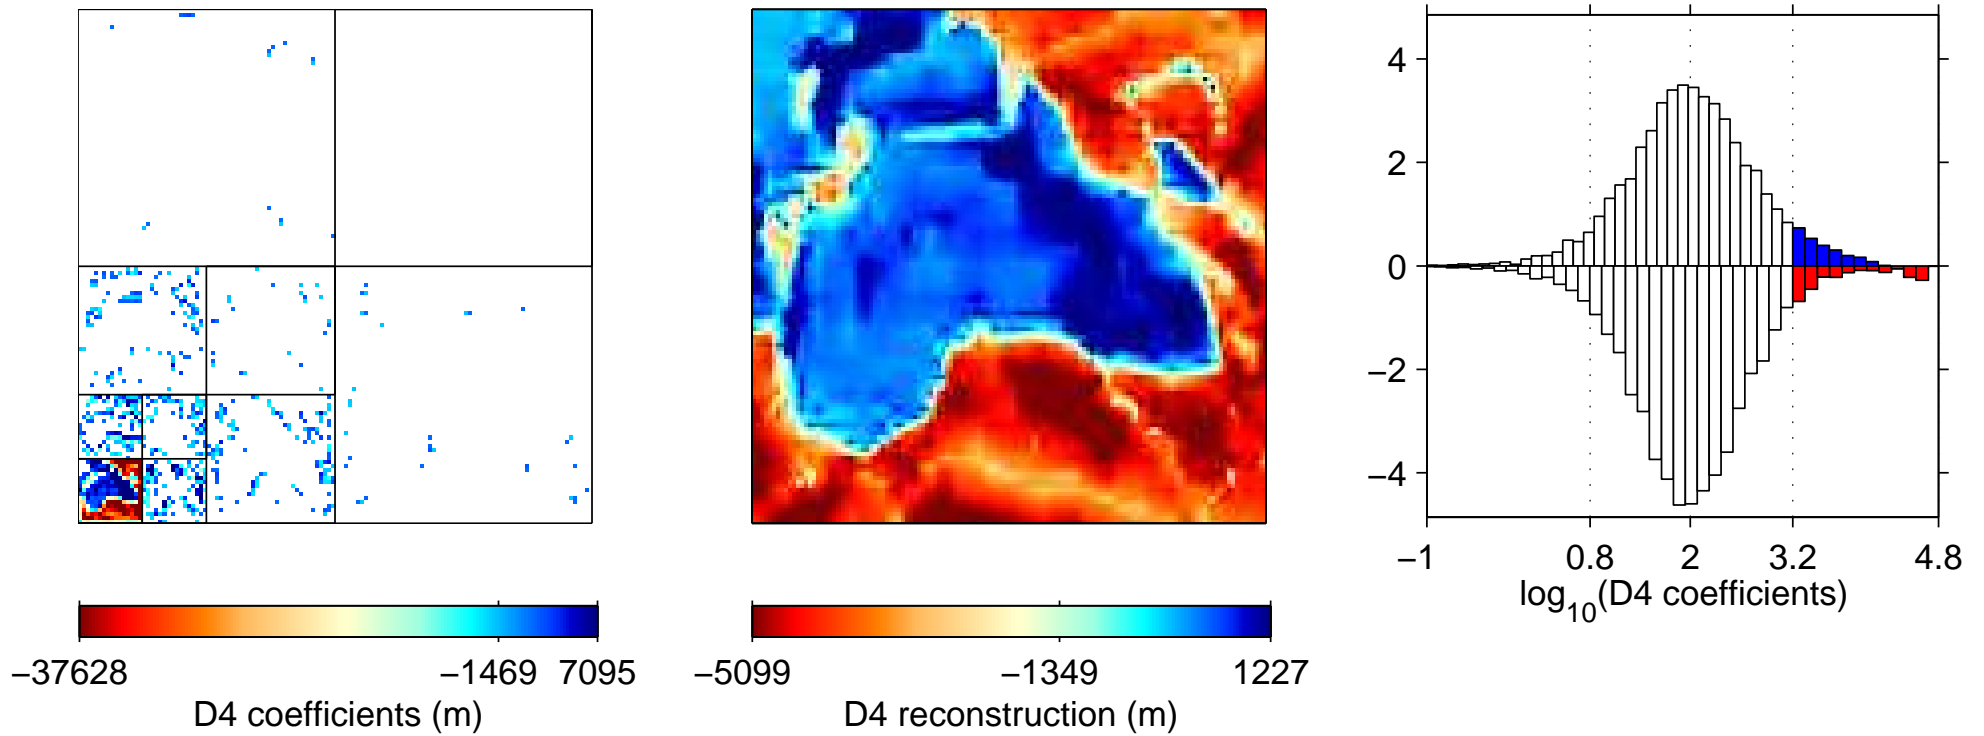 4
2
0
−2
−4
−1 0.8 2 3.2 4.8
log10(D4 coefficients)
−37628 −1469 7095
D4 coefficients (m)
−5099 −1349 1227
D4 reconstruction (m)